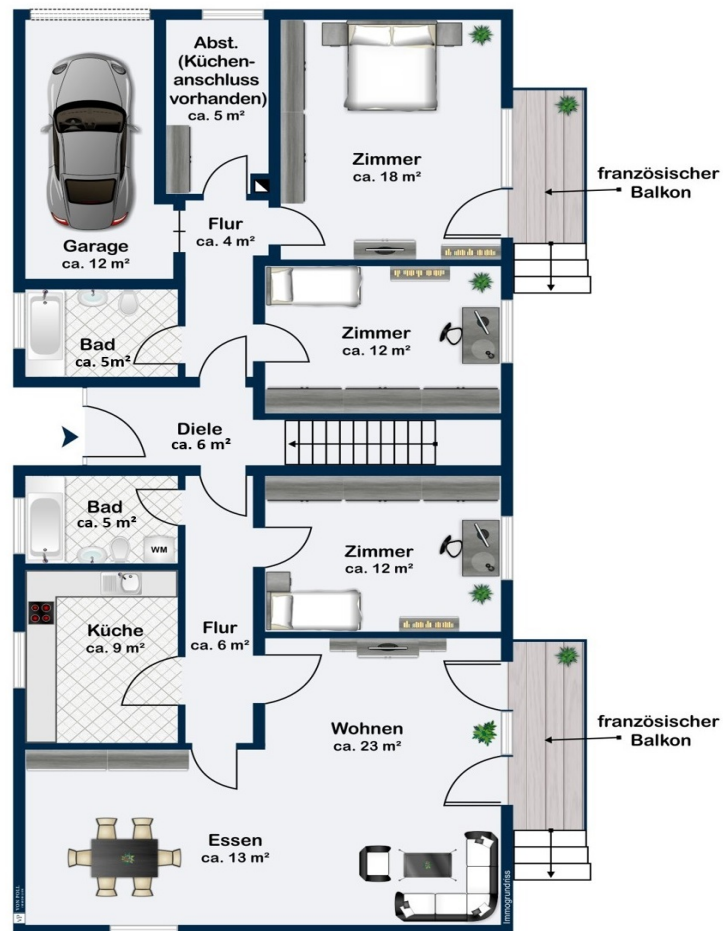 Abst.
(Küchen-
anschluss
vorhanden)
ca. 5 m²
Zimmer
ca. 18 m²
französischer
Balkon
Flur
ca. 4 m²
Garage
ca. 12 m²
Bad
ca. 5m²
Zimmer
ca. 12 m²
Diele
ca. 6 m²
Bad
ca. 5 m²
WM
Zimmer
ca. 12 m²
Küche
ca. 9 m²
Flur
ca. 6 m²
Wohnen
ca. 23 m²
französischer
Balkon
Essen
ca. 13 m²
VP
VON POLL
Immogrundriss